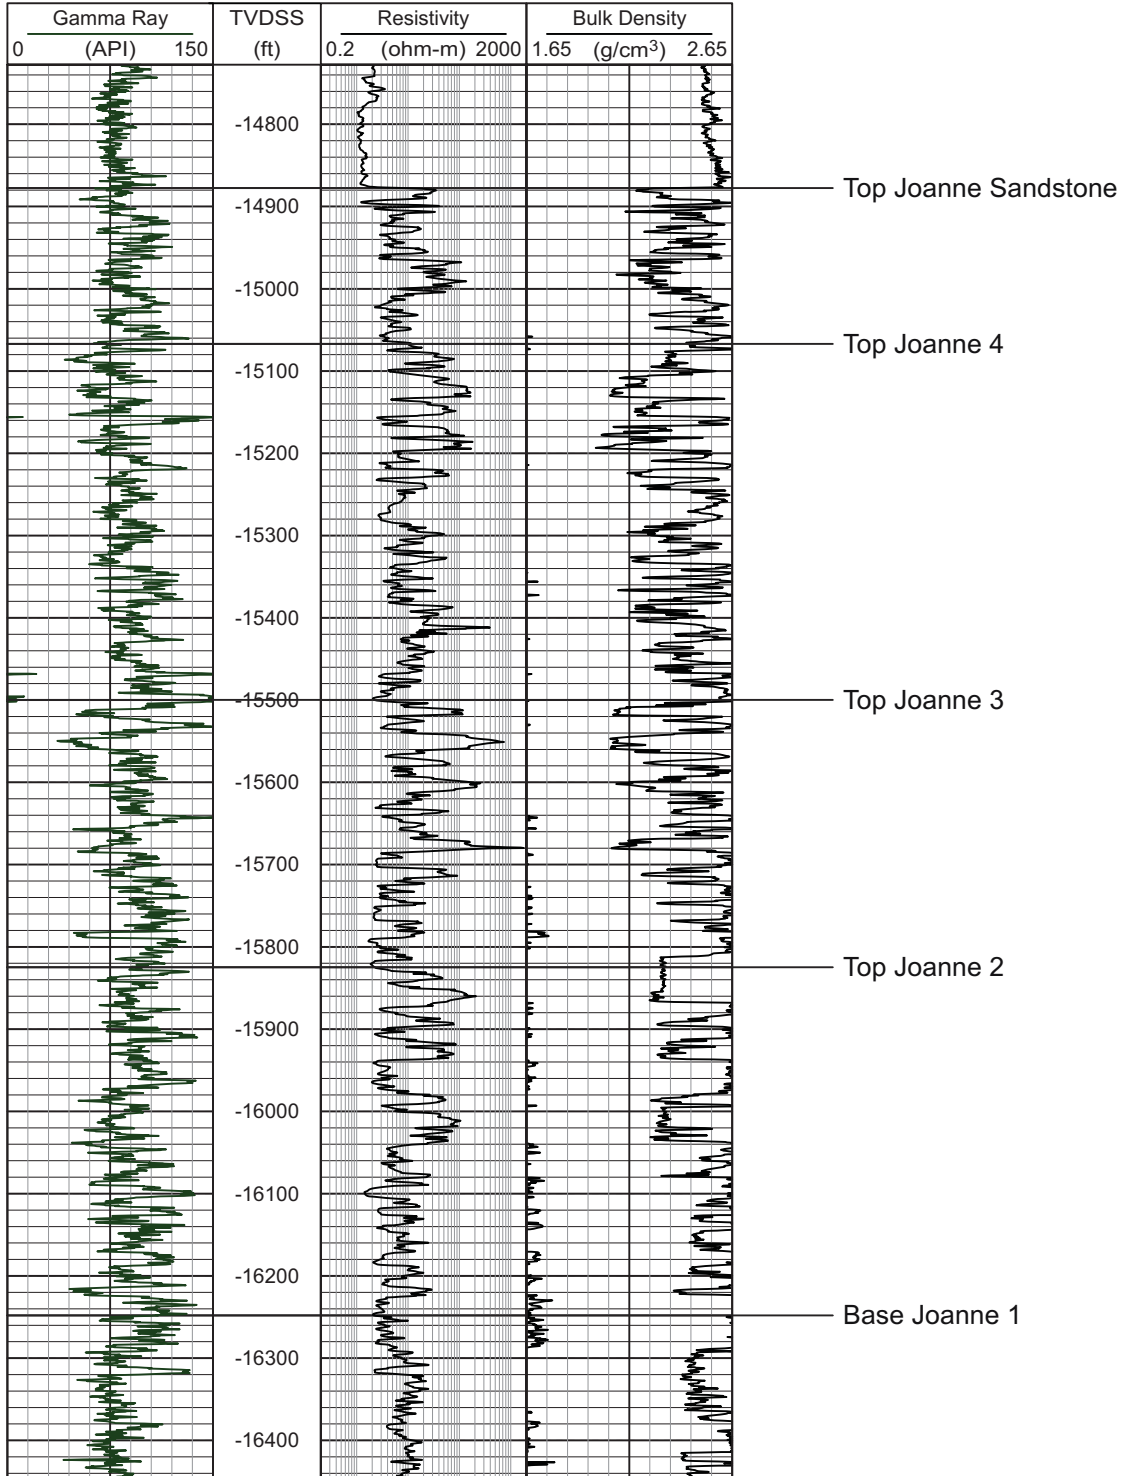 Gamma Ray TVDSS Resistivity Bulk Density
0 (API) 150 (ft) 0.2 (ohm-m) 2000 1.65 (g/cm³) 2.65
-14800
Top Joanne Sandstone
-14900
-15000
Top Joanne 4
-15100
-15200
-15300
-15400
-15500 Top Joanne 3
-15600
-15700
-15800
Top Joanne 2
-15900
-16000
-16100
-16200
Base Joanne 1
-16300
-16400